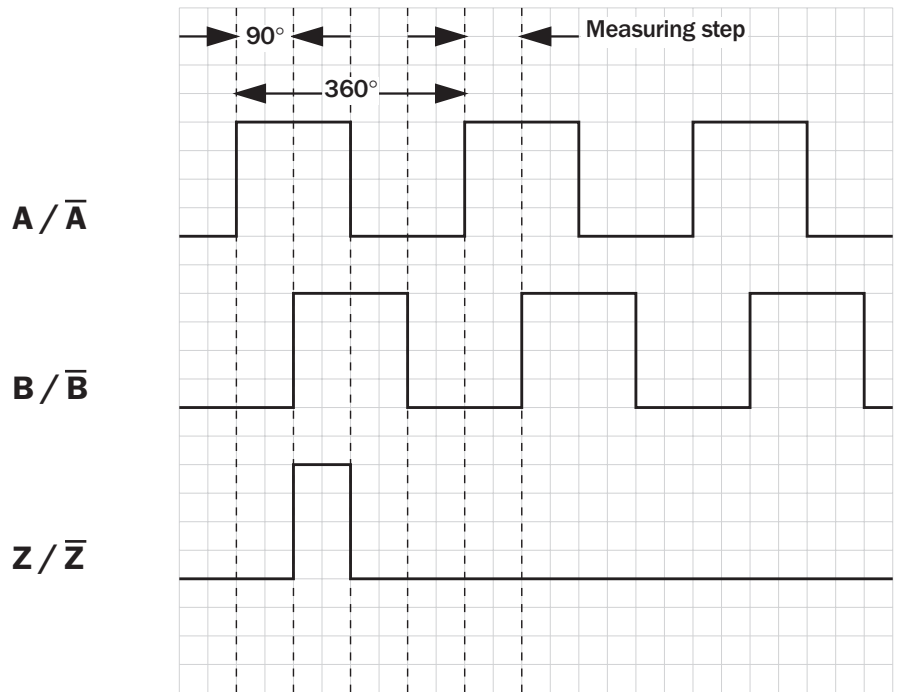 90°
Measuring step
360°
A / A̅
B / B̅
Z / Z̅